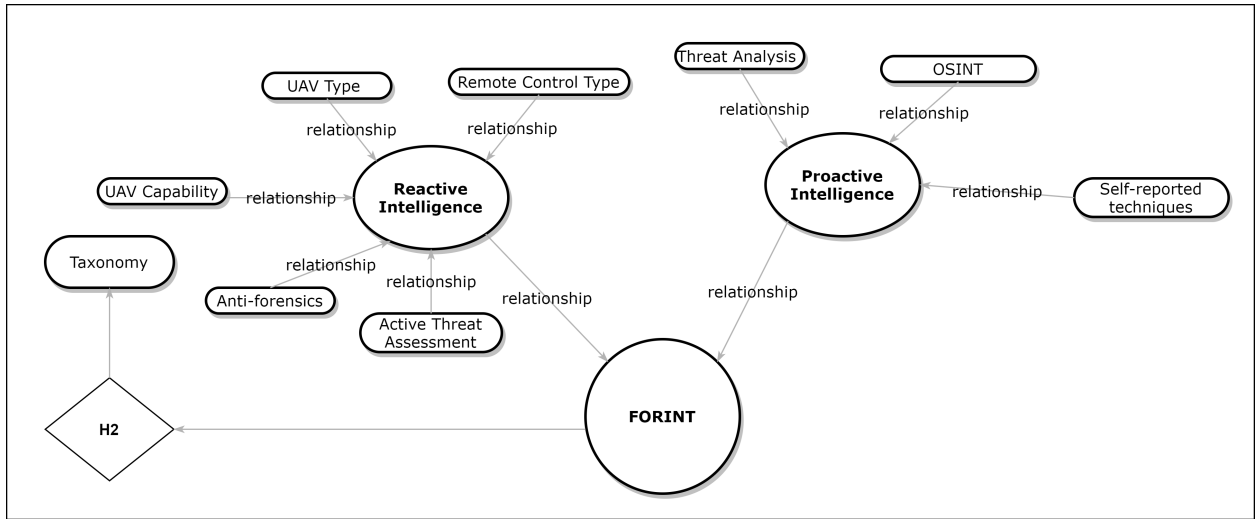 Threat Analysis
OSINT
UAV Type
Remote Control Type
relationship
relationship
relationship
relationship
UAV Capability
relationship
Reactive
Intelligence
Proactive
Intelligence
relationship
Self-reported
techniques
Taxonomy
relationship
relationship
Anti-forensics
relationship
relationship
Active Threat
Assessment
FORINT
H2